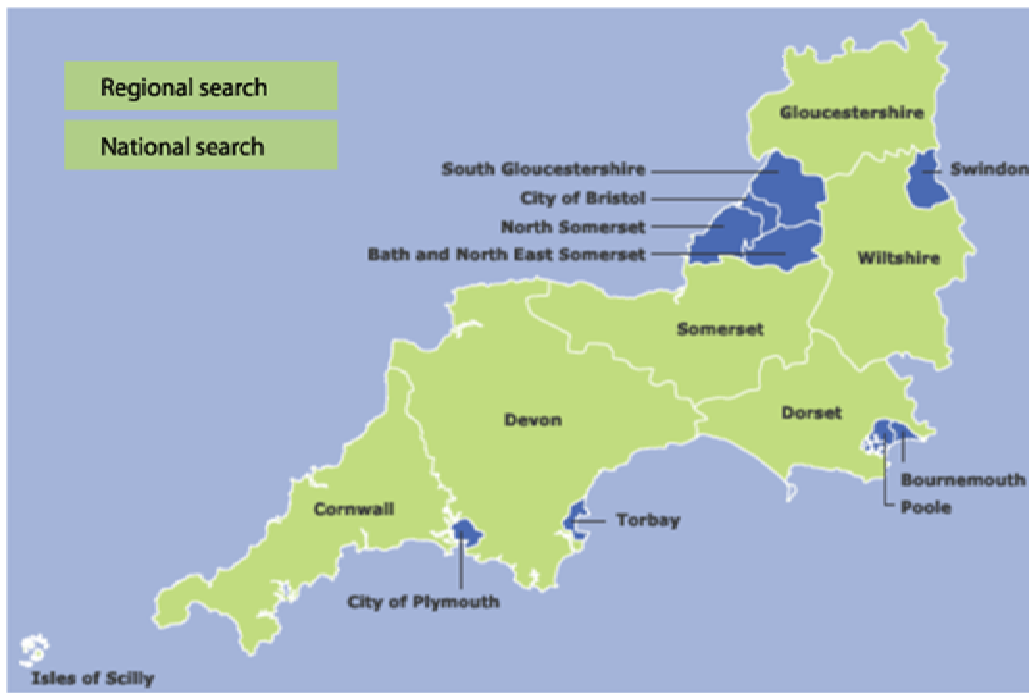 Regional search
National search
Gloucestershire
South Gloucestershire
Swindon
City of Bristol
North Somerset
Bath and North East Somerset
Wiltshire
Somerset
Devon
Dorset
Bournemouth
Poole
Cornwall
Torbay
City of Plymouth
Isles of Scilly